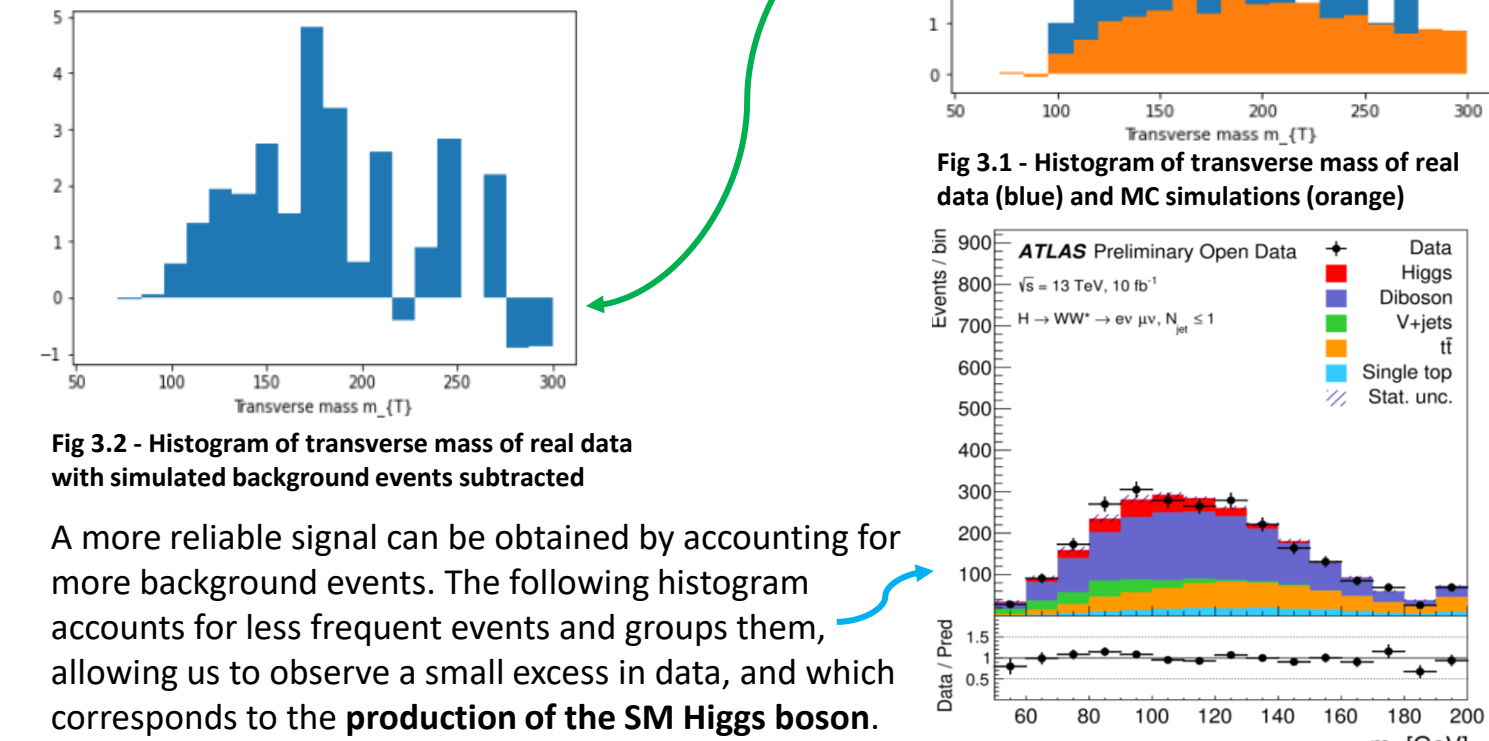 5
4
3
2
1
0
−1
50 100 150 200 250 300
Transverse mass m_{T}
Fig 3.2 - Histogram of transverse mass of real data
with simulated background events subtracted
A more reliable signal can be obtained by accounting for
more background events. The following histogram
accounts for less frequent events and groups them,
allowing us to observe a small excess in data, and which
corresponds to the production of the SM Higgs boson.
1
0
50 100 150 200 250 300
Transverse mass m_{T}
Fig 3.1 - Histogram of transverse mass of real
data (blue) and MC simulations (orange)
Events / bin
900
800
700
600
500
400
300
200
100
ATLAS Preliminary Open Data
√s = 13 TeV, 10 fb⁻¹
H → WW* → eν μν, N_jet ≤ 1
Data
Higgs
Diboson
V+jets
tt̄
Single top
Stat. unc.
Data / Pred
1.5
1
0.5
60 80 100 120 140 160 180 200